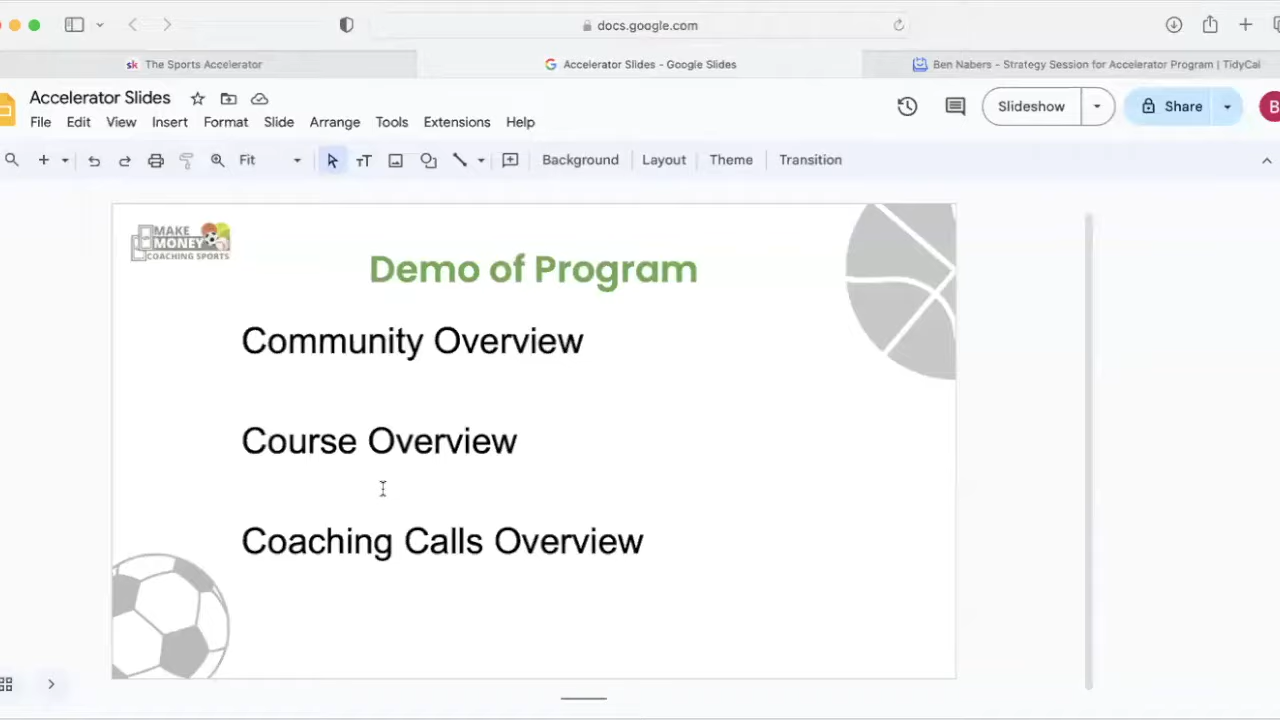 docs.google.com
sk The Sports Accelerator
Accelerator Slides - Google Slides
Ben Nabers - Strategy Session for Accelerator Program | TidyCal
Accelerator Slides
File Edit View Insert Format Slide Arrange Tools Extensions Help
Slideshow
Share
B
Fit
Background Layout Theme Transition
MAKE
MONEY
COACHING SPORTS
Demo of Program
Community Overview
Course Overview
Coaching Calls Overview